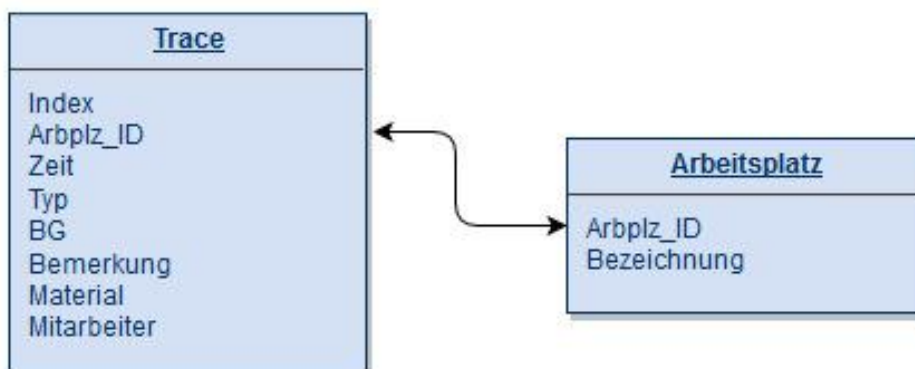 Trace
Index
Arbplz_ID
Zeit
Typ
BG
Bemerkung
Material
Mitarbeiter
Arbeitsplatz
Arbplz_ID
Bezeichnung